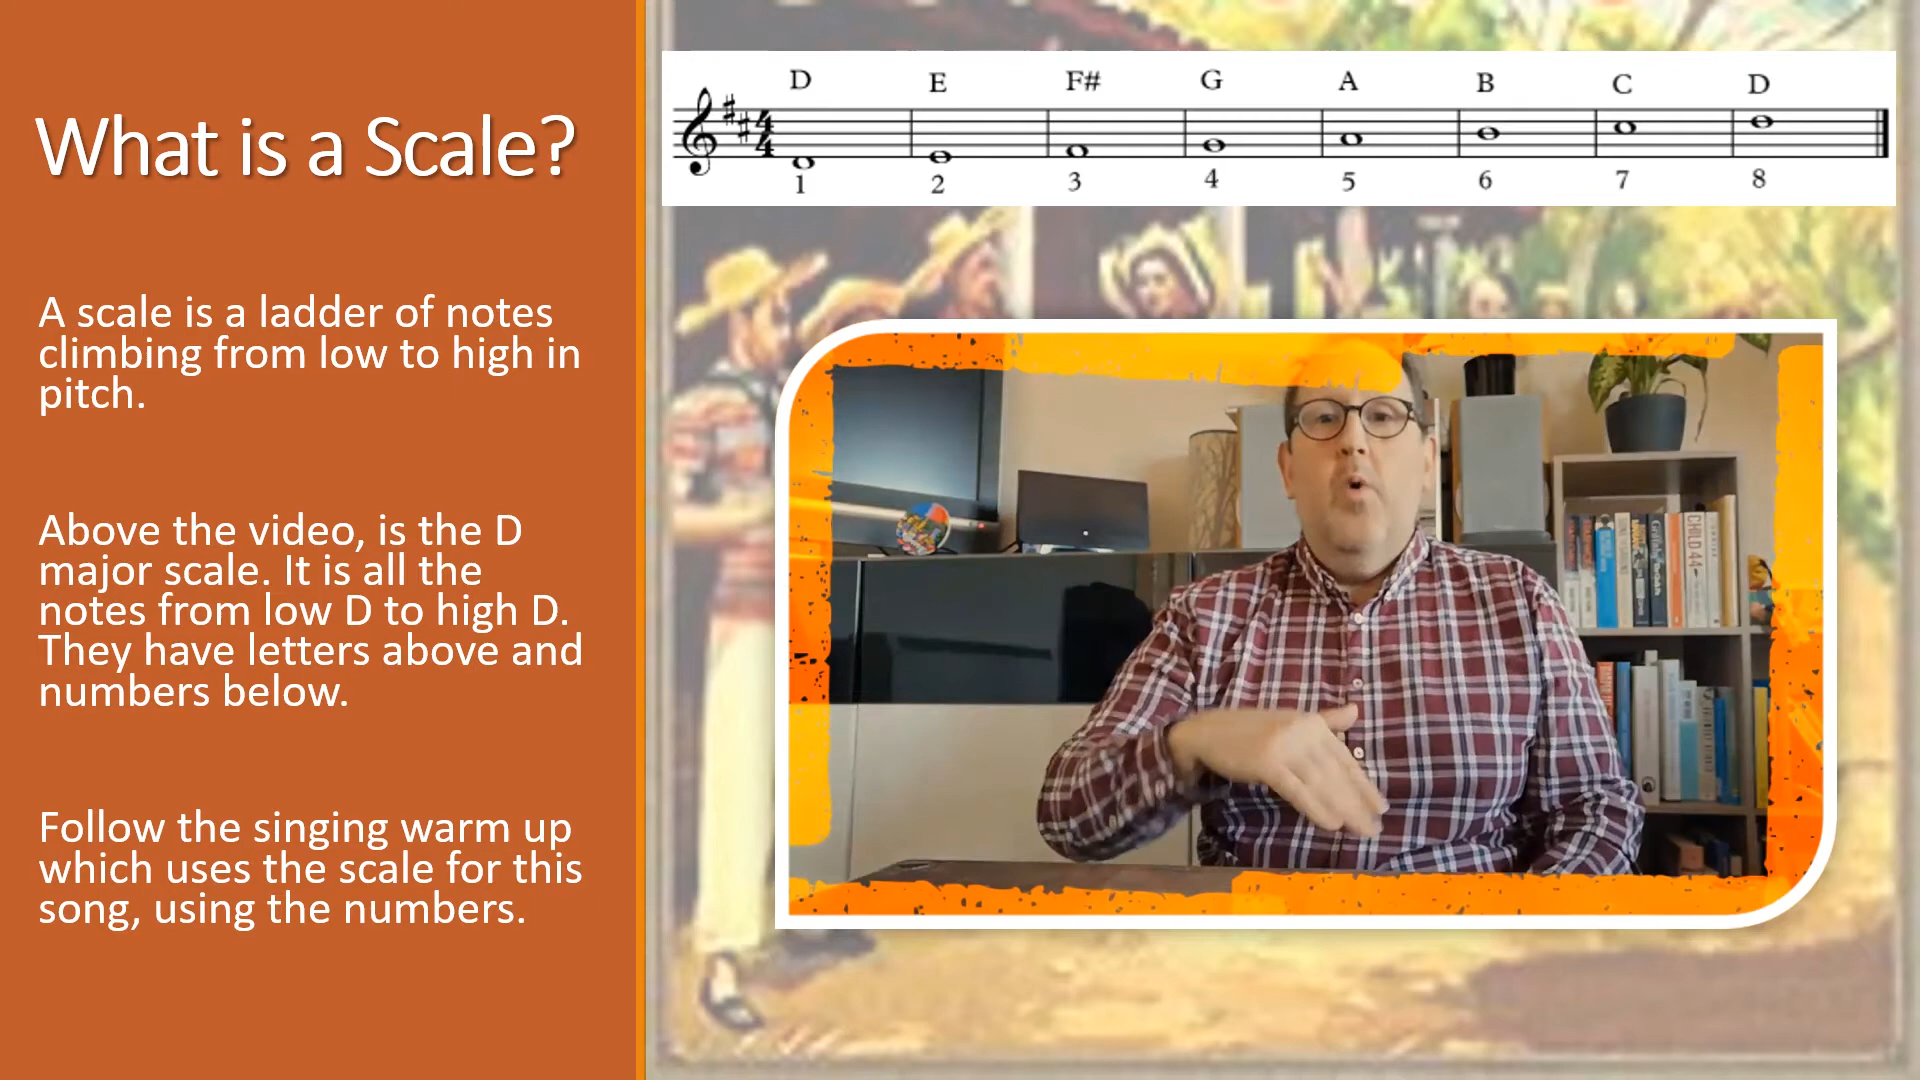 What is a Scale?
A scale is a ladder of notes
climbing from low to high in
pitch.
Above the video, is the D
major scale. It is all the
notes from low D to high D.
They have letters above and
numbers below.
Follow the singing warm up
which uses the scale for this
song, using the numbers.
D E F# G A B C D
4
4
1 2 3 4 5 6 7 8
CHILD 44